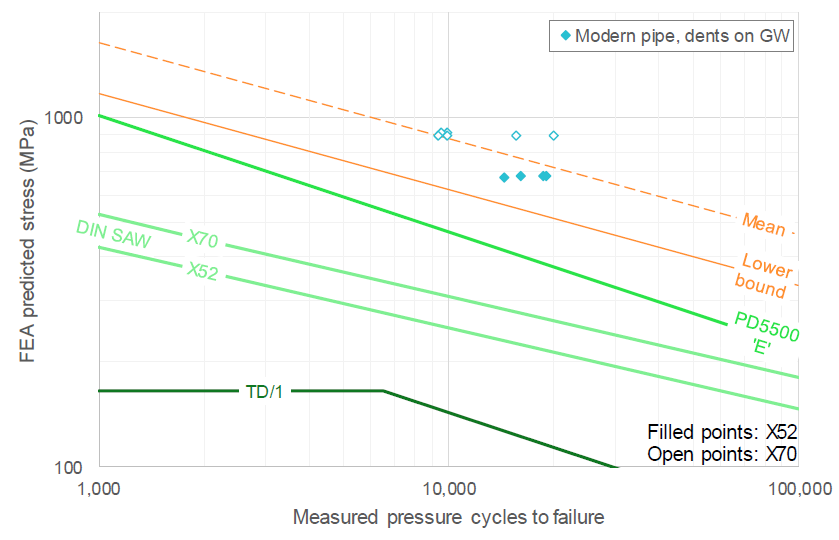 Modern pipe, dents on GW
1000
FEA predicted stress (MPa)
Mean
DIN SAW
X70
X52
Lower
bound
PD5500
'E'
TD/1
Filled points: X52
Open points: X70
100
1,000
10,000
100,000
Measured pressure cycles to failure